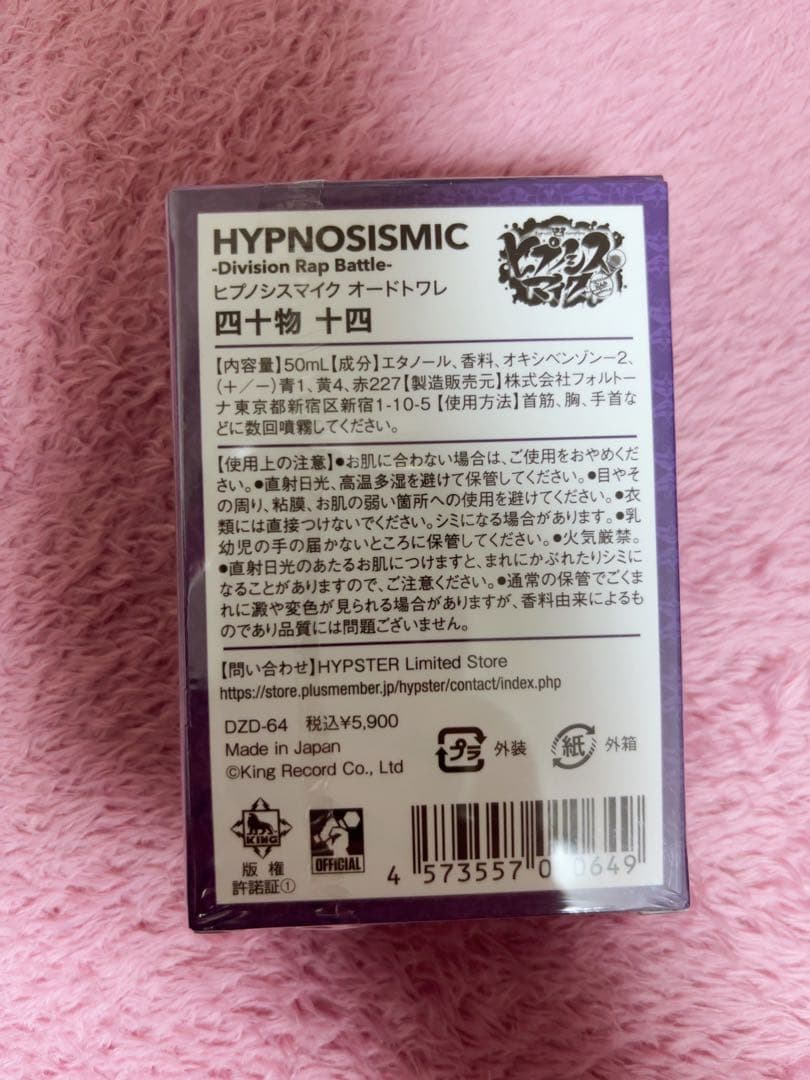 HYPNOSISMIC
-Division Rap Battle-
ヒプノシスマイク オードトワレ
四十物 十四
ヒプノシス
マイク
【内容量】50mL【成分】エタノール、香料、オキシベンゾン-2、
(+/-)青1、黄4、赤227【製造販売元】株式会社フォルトー
ナ東京都新宿区新宿1-10-5【使用方法】首筋、胸、手首な
どに数回噴霧してください。
【使用上の注意】●お肌に合わない場合は、ご使用をおやめくだ
さい。●直射日光、高温多湿を避けて保管してください。●目やそ
の周り、粘膜、お肌の弱い箇所への使用を避けてください。●衣
類には直接つけないでください。シミになる場合があります。●乳
幼児の手の届かないところに保管してください。●火気厳禁。
●直射日光のあたるお肌につけますと、まれにかぶれたりシミに
なることがありますので、ご注意ください。●通常の保管でごくま
れに澱や変色が見られる場合がありますが、香料由来によるも
のであり品質には問題ございません。
【問い合わせ】HYPSTER Limited Store
https://store.plusmember.jp/hypster/contact/index.php
DZD-64 税込¥5,900
Made in Japan
©King Record Co., Ltd
プラ 外装
紙 外箱
KING
版権
許諾証①
OFFICIAL
4 573557 0 0649